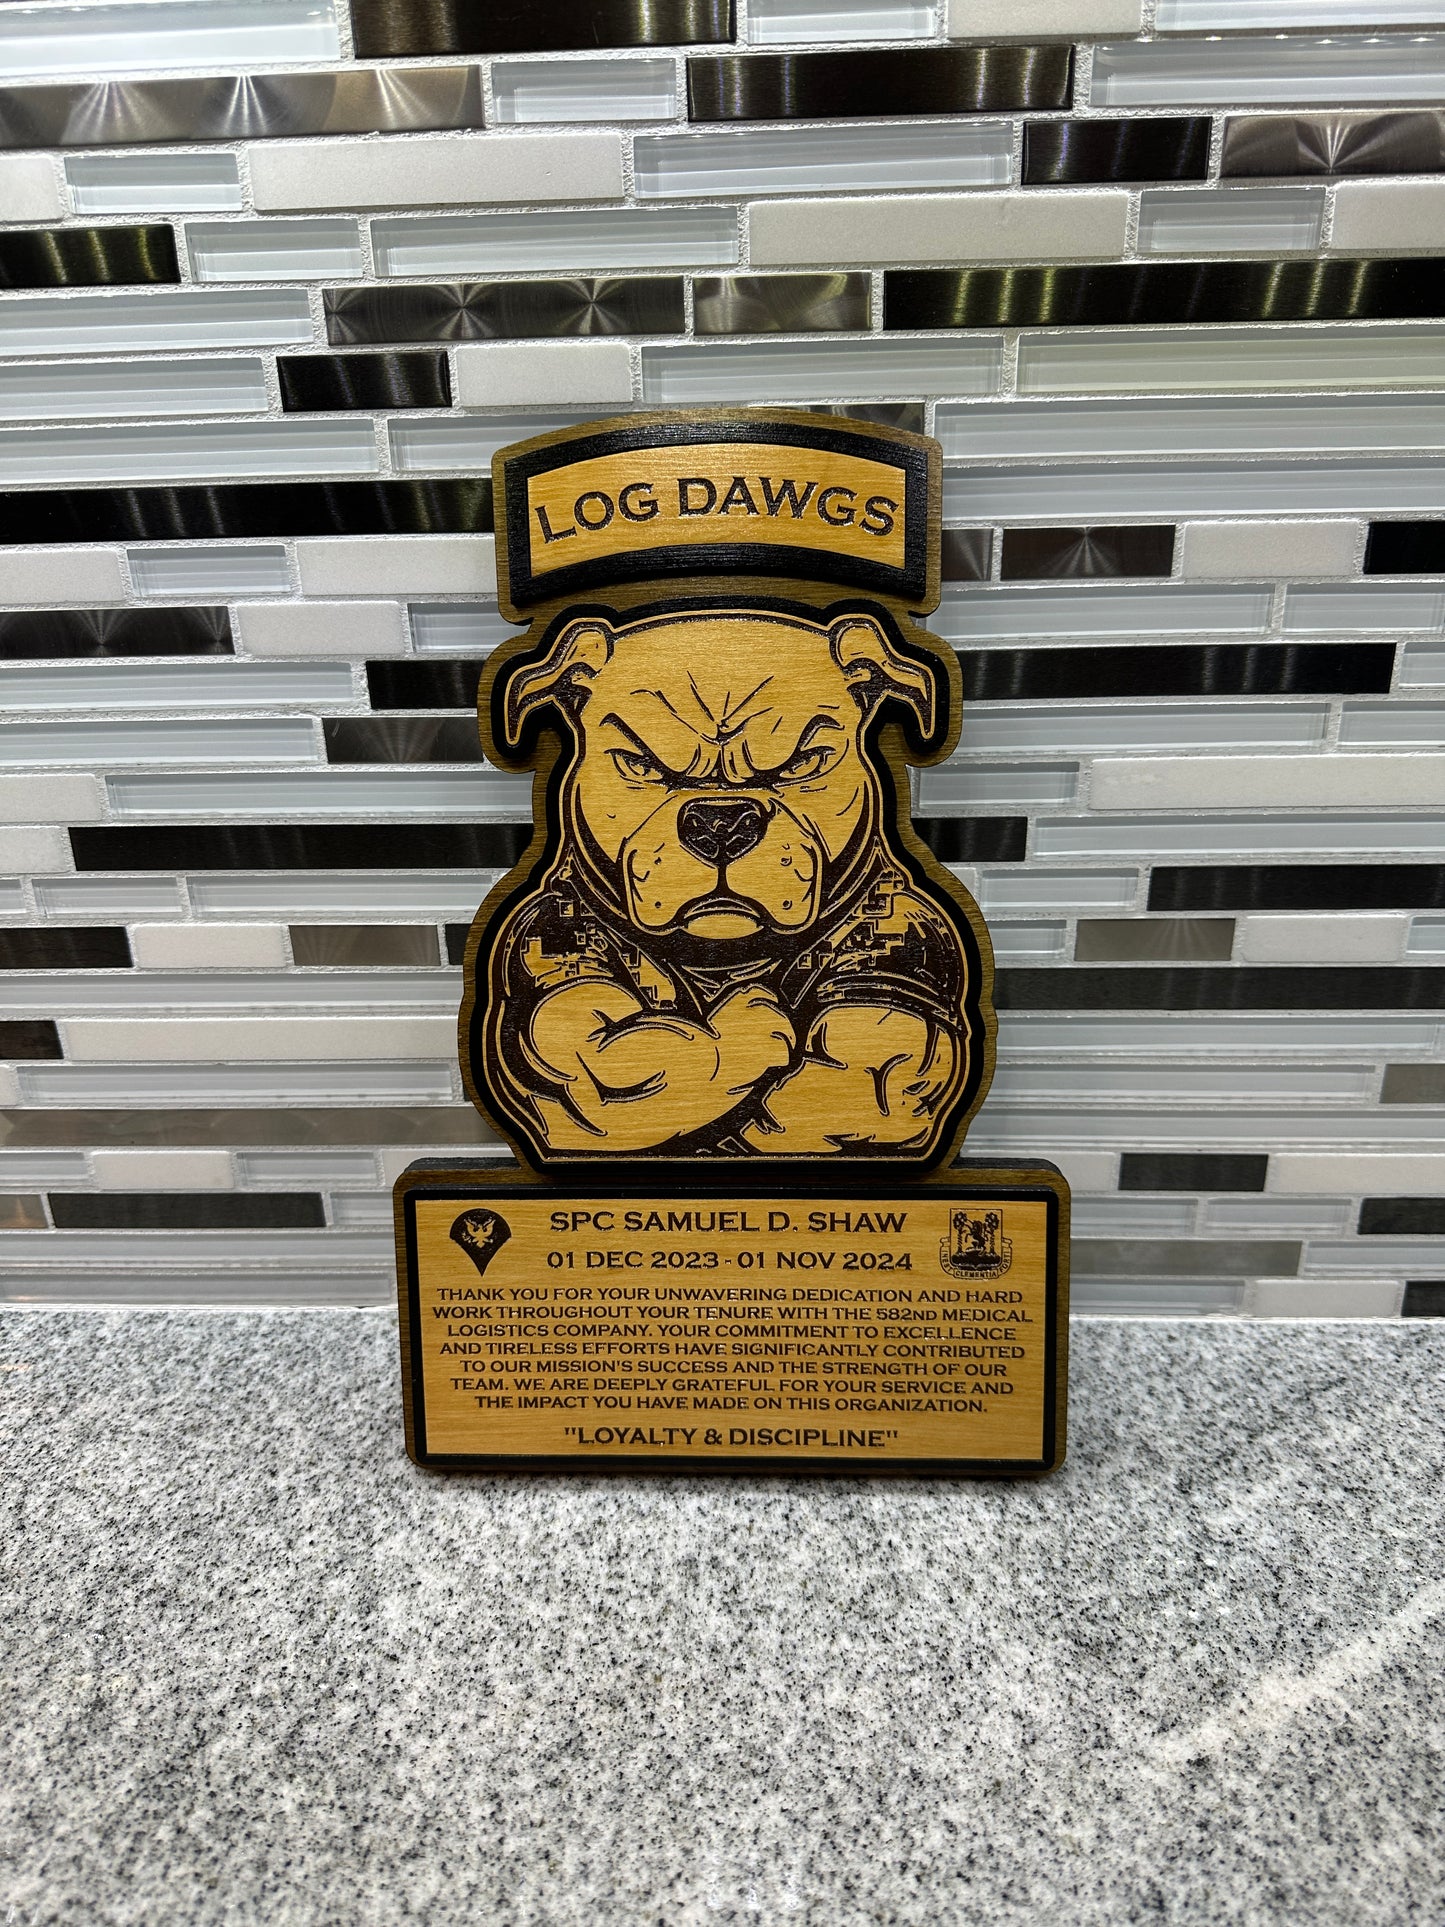 LOG DAWGS
SPC SAMUEL D. SHAW
01 DEC 2023 - 01 NOV 2024
THANK YOU FOR YOUR UNWAVERING DEDICATION AND HARD
WORK THROUGHOUT YOUR TENURE WITH THE 582ND MEDICAL
LOGISTICS COMPANY. YOUR COMMITMENT TO EXCELLENCE
AND TIRELESS EFFORTS HAVE SIGNIFICANTLY CONTRIBUTED
TO OUR MISSION'S SUCCESS AND THE STRENGTH OF OUR
TEAM. WE ARE DEEPLY GRATEFUL FOR YOUR SERVICE AND
THE IMPACT YOU HAVE MADE ON THIS ORGANIZATION.
"LOYALTY & DISCIPLINE"
CLEMENTIA